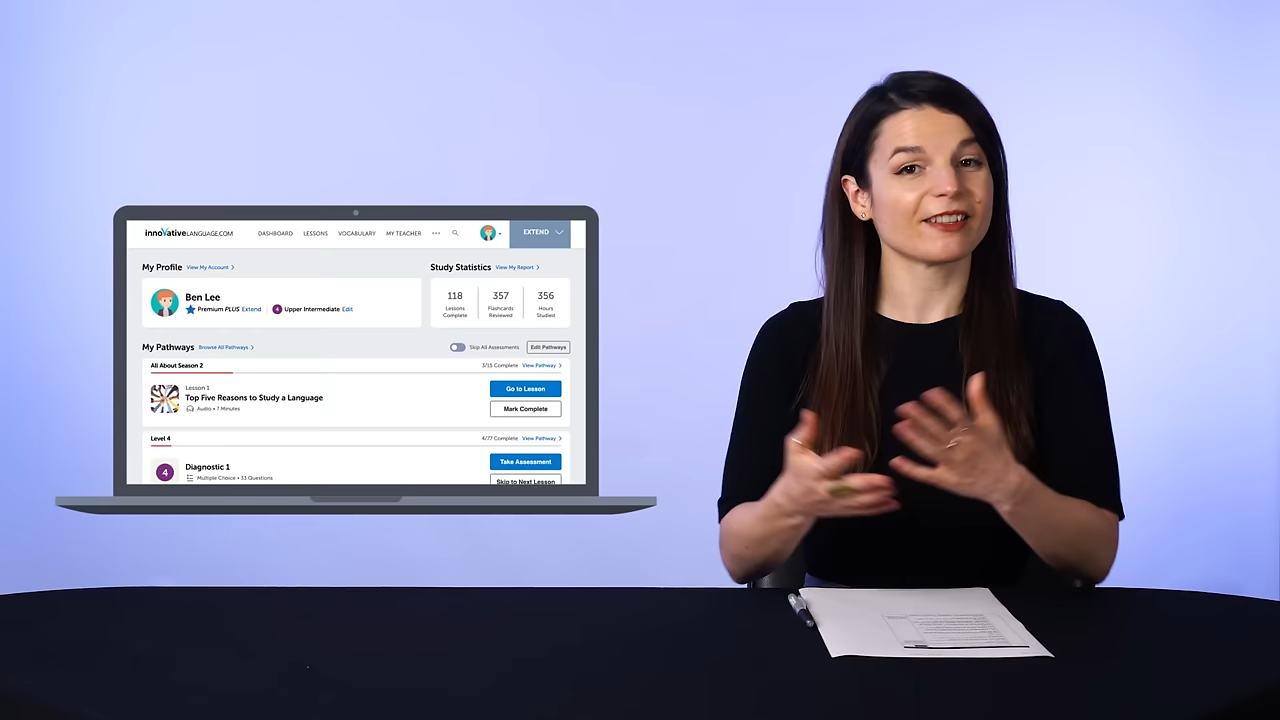 innoVativeLANGUAGE.COM DASHBOARD LESSONS VOCABULARY MY TEACHER EXTEND
My Profile View My Account
Study Statistics View My Report
Ben Lee
Premium PLUS Extend 4 Upper Intermediate Edit
118 357 356
Lessons Complete Flashcards Reviewed Hours Studied
My Pathways Browse All Pathways Skip All Assessments Edit Pathways
All About Season 2 3/15 Complete View Pathway
Lesson 1
Top Five Reasons to Study a Language
Audio • 7 Minutes
Go to Lesson
Mark Complete
Level 4 4/77 Complete View Pathway
4 Diagnostic 1
Multiple Choice • 33 Questions
Take Assessment
Skip to Next Lesson